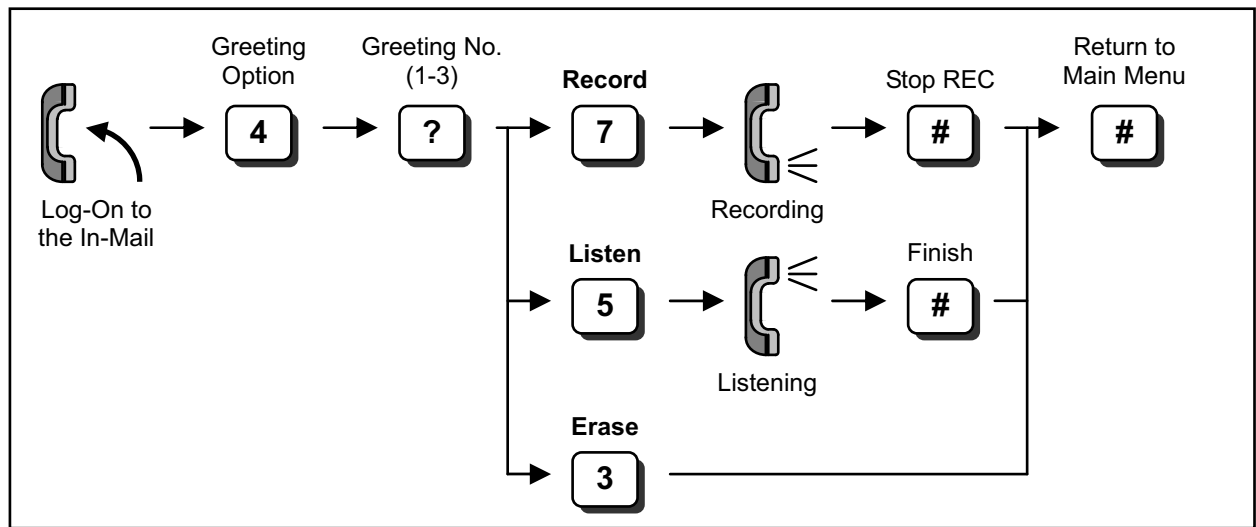 Greeting
Option
4
Greeting No.
(1-3)
?
Record
7
Recording
Stop REC
#
Return to
Main Menu
#
Log-On to
the In-Mail
Listen
5
Listening
Finish
#
Erase
3